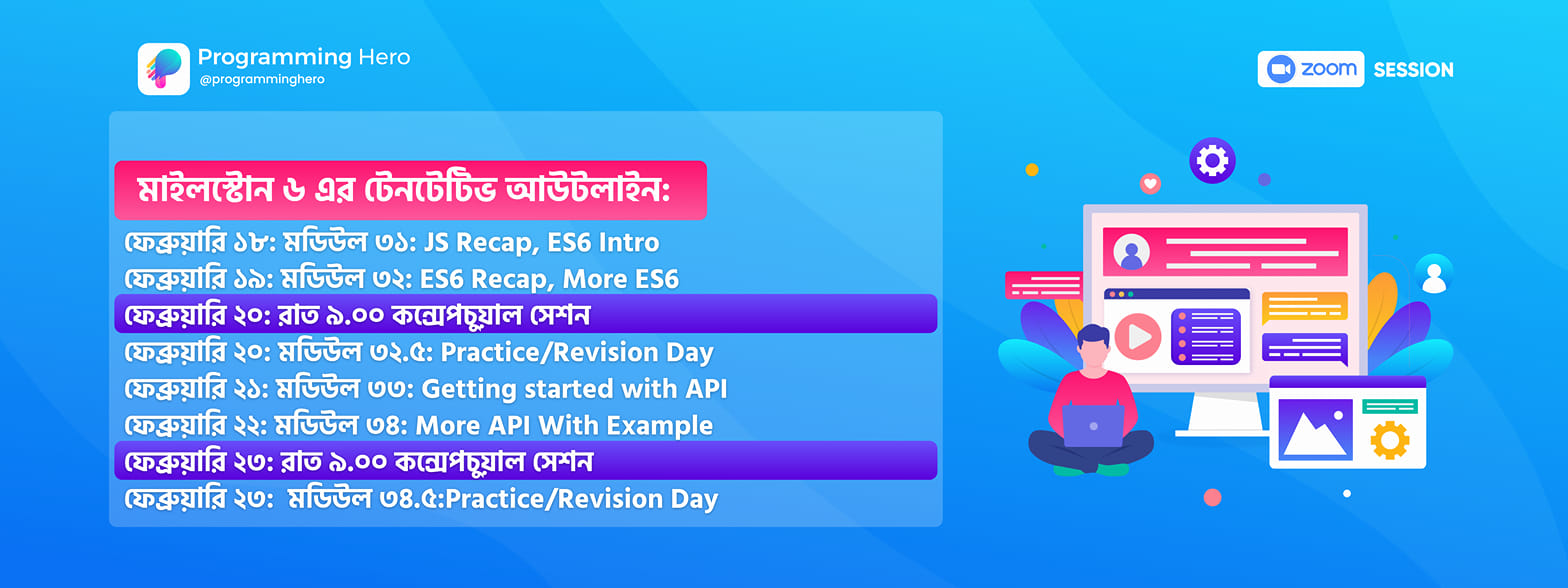 Programming Hero
@programminghero
zoom SESSION
মাইলস্টোন ৬ এর টেনটেটিভ আউটলাইন:
ফেব্রুয়ারি ১৮: মডিউল ৩১: JS Recap, ES6 Intro
ফেব্রুয়ারি ১৯: মডিউল ৩২: ES6 Recap, More ES6
ফেব্রুয়ারি ২০: রাত ৯.০০ কন্সেপচুয়াল সেশন
ফেব্রুয়ারি ২০: মডিউল ৩২.৫: Practice/Revision Day
ফেব্রুয়ারি ২১: মডিউল ৩৩: Getting started with API
ফেব্রুয়ারি ২২: মডিউল ৩৪: More API With Example
ফেব্রুয়ারি ২৩: রাত ৯.০০ কন্সেপচুয়াল সেশন
ফেব্রুয়ারি ২৩: মডিউল ৩৪.৫:Practice/Revision Day